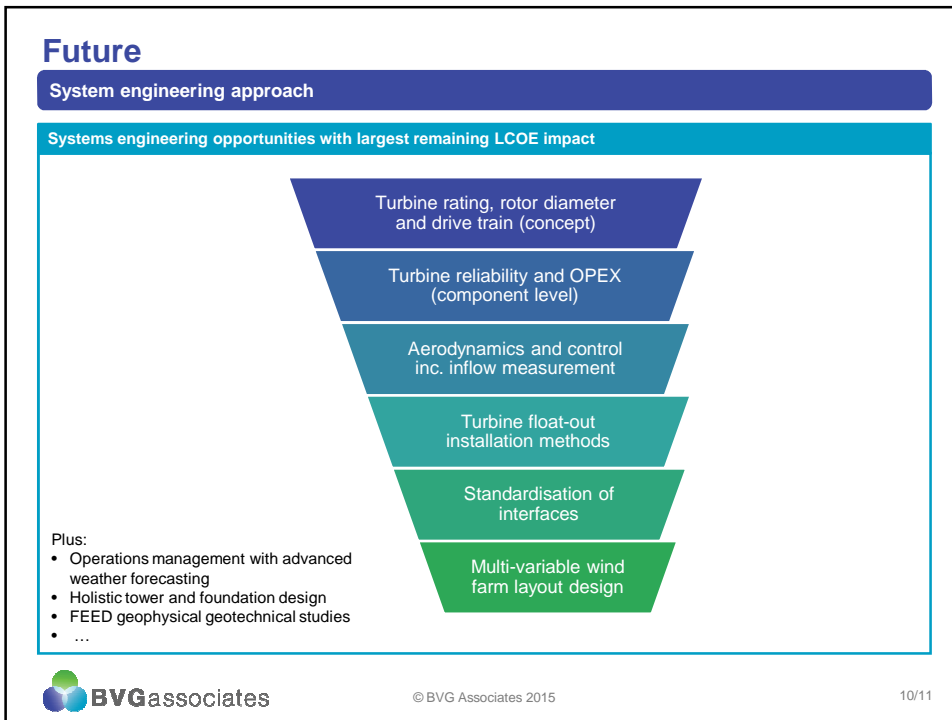 Future
System engineering approach
Systems engineering opportunities with largest remaining LCOE impact
Turbine rating, rotor diameter
and drive train (concept)
Turbine reliability and OPEX
(component level)
Aerodynamics and control
inc. inflow measurement
Turbine float-out
installation methods
Standardisation of
interfaces
Multi-variable wind
farm layout design
Plus:
• Operations management with advanced
weather forecasting
• Holistic tower and foundation design
• FEED geophysical geotechnical studies
• …
BVGassociates
© BVG Associates 2015
10/11